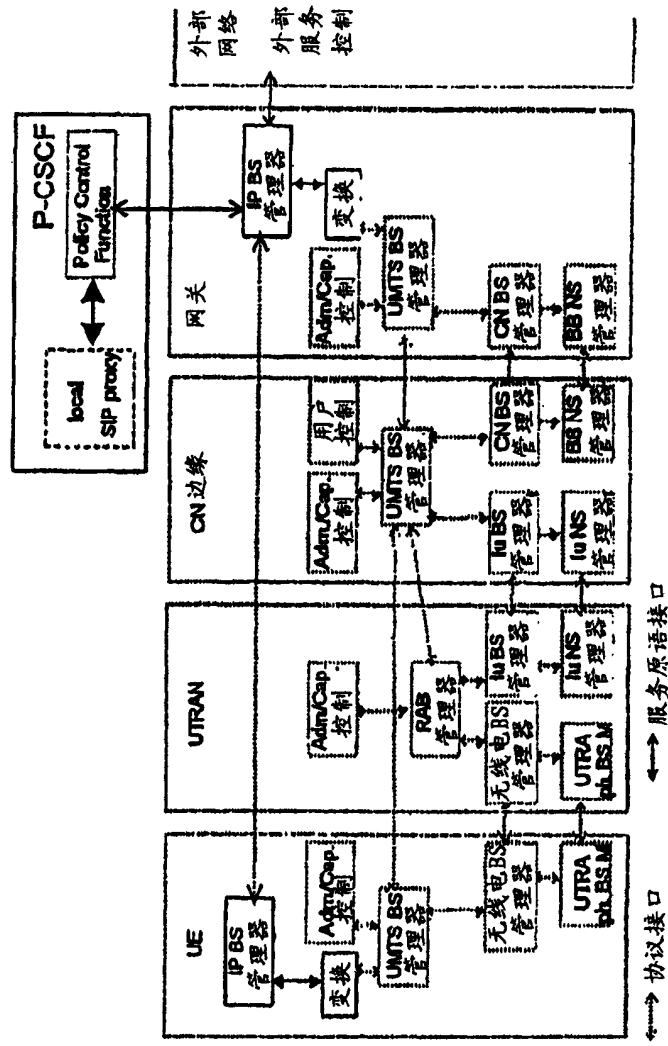 P-CSCF
local
SIP proxy
Policy Control
Function
UE
IP BS
管理器
变换
Adm/Cap.
控制
UMTS BS
管理器
无线电BS
管理器
UTRA
ph. BS M
UTRAN
Adm/Cap.
控制
RAB
管理器
无线电BS
管理器
UTRA
ph. BS M
Iu BS
管理器
Iu NS
管理器
CN 边缘
Adm/Cap.
控制
用户
控制
UMTS BS
管理器
Iu BS
管理器
Iu NS
管理器
CN BS
管理器
BB NS
管理器
网关
Adm/Cap.
控制
IP BS
管理器
变换
UMTS BS
管理器
CN BS
管理器
BB NS
管理器
外部
网络
外部
服务
控制
协议接口
服务原语接口